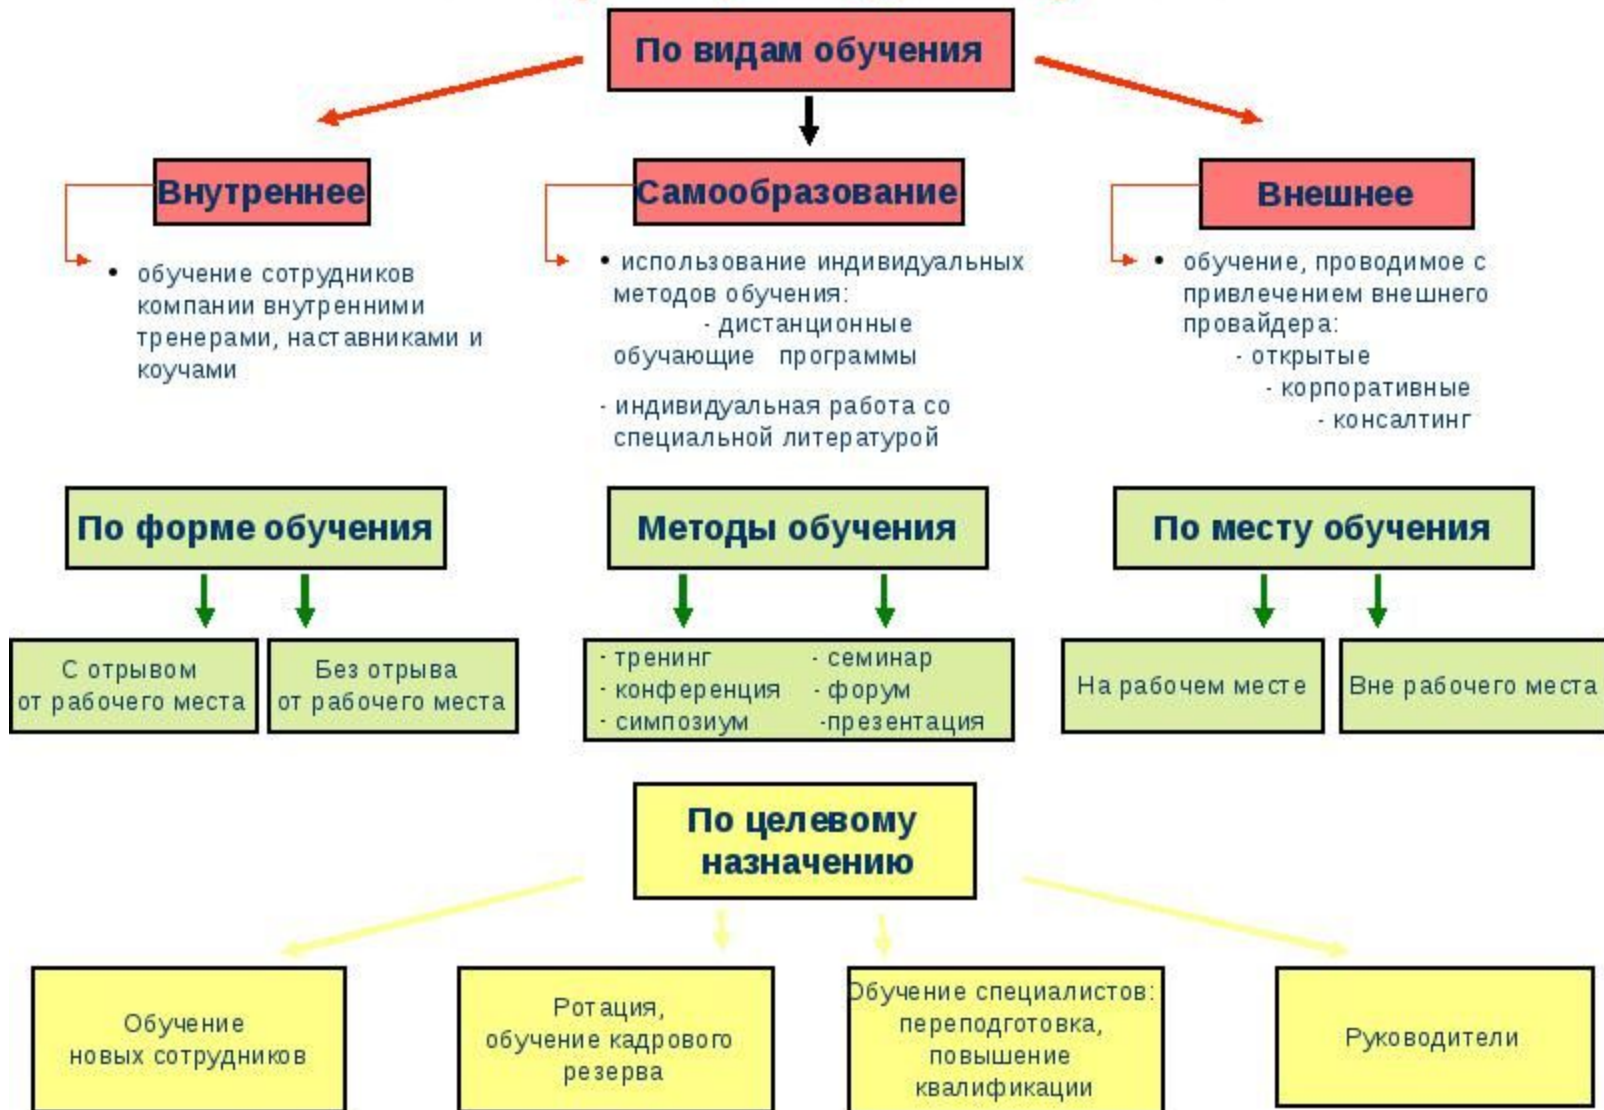 По видам обучения
Внутреннее
• обучение сотрудников
компании внутренними
тренерами, наставниками и
коучами
Самообразование
• использование индивидуальных
методов обучения:
- дистанционные
обучающие программы
- индивидуальная работа со
специальной литературой
Внешнее
• обучение, проводимое с
привлечением внешнего
провайдера:
- открытые
- корпоративные
- консалтинг
По форме обучения
С отрывом
от рабочего места
Без отрыва
от рабочего места
Методы обучения
- тренинг
- конференция
- симпозиум
- семинар
- форум
-презентация
По месту обучения
На рабочем месте
Вне рабочего места
По целевому
назначению
Обучение
новых сотрудников
Ротация,
обучение кадрового
резерва
Обучение специалистов:
переподготовка,
повышение
квалификации
Руководители